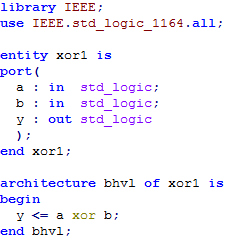 library IEEE;
use IEEE.std_logic_1164.all;

entity xor1 is
port(
  a : in  std_logic;
  b : in  std_logic;
  y : out std_logic
  );
end xor1;

architecture bhvl of xor1 is
begin
  y <= a xor b;
end bhvl;